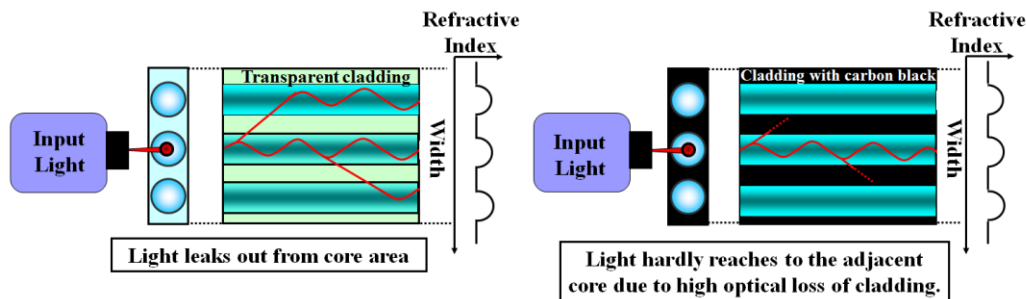 Refractive
Index
Transparent cladding
Input
Light
Width
Light leaks out from core area
Refractive
Index
Cladding with carbon black
Input
Light
Width
Light hardly reaches to the adjacent
core due to high optical loss of cladding.